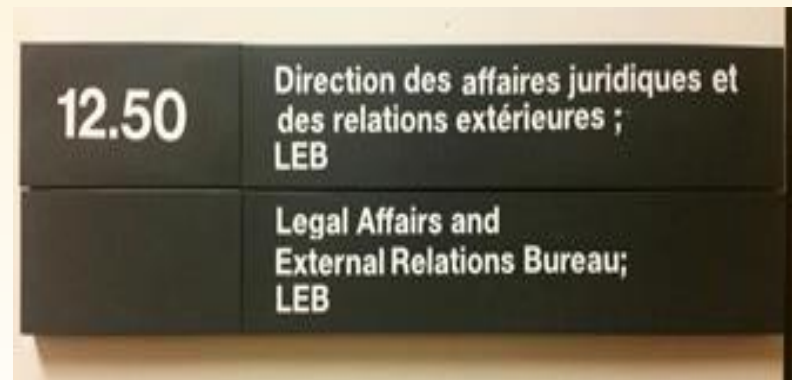 12.50
Direction des affaires juridiques et
des relations extérieures ;
LEB
Legal Affairs and
External Relations Bureau;
LEB